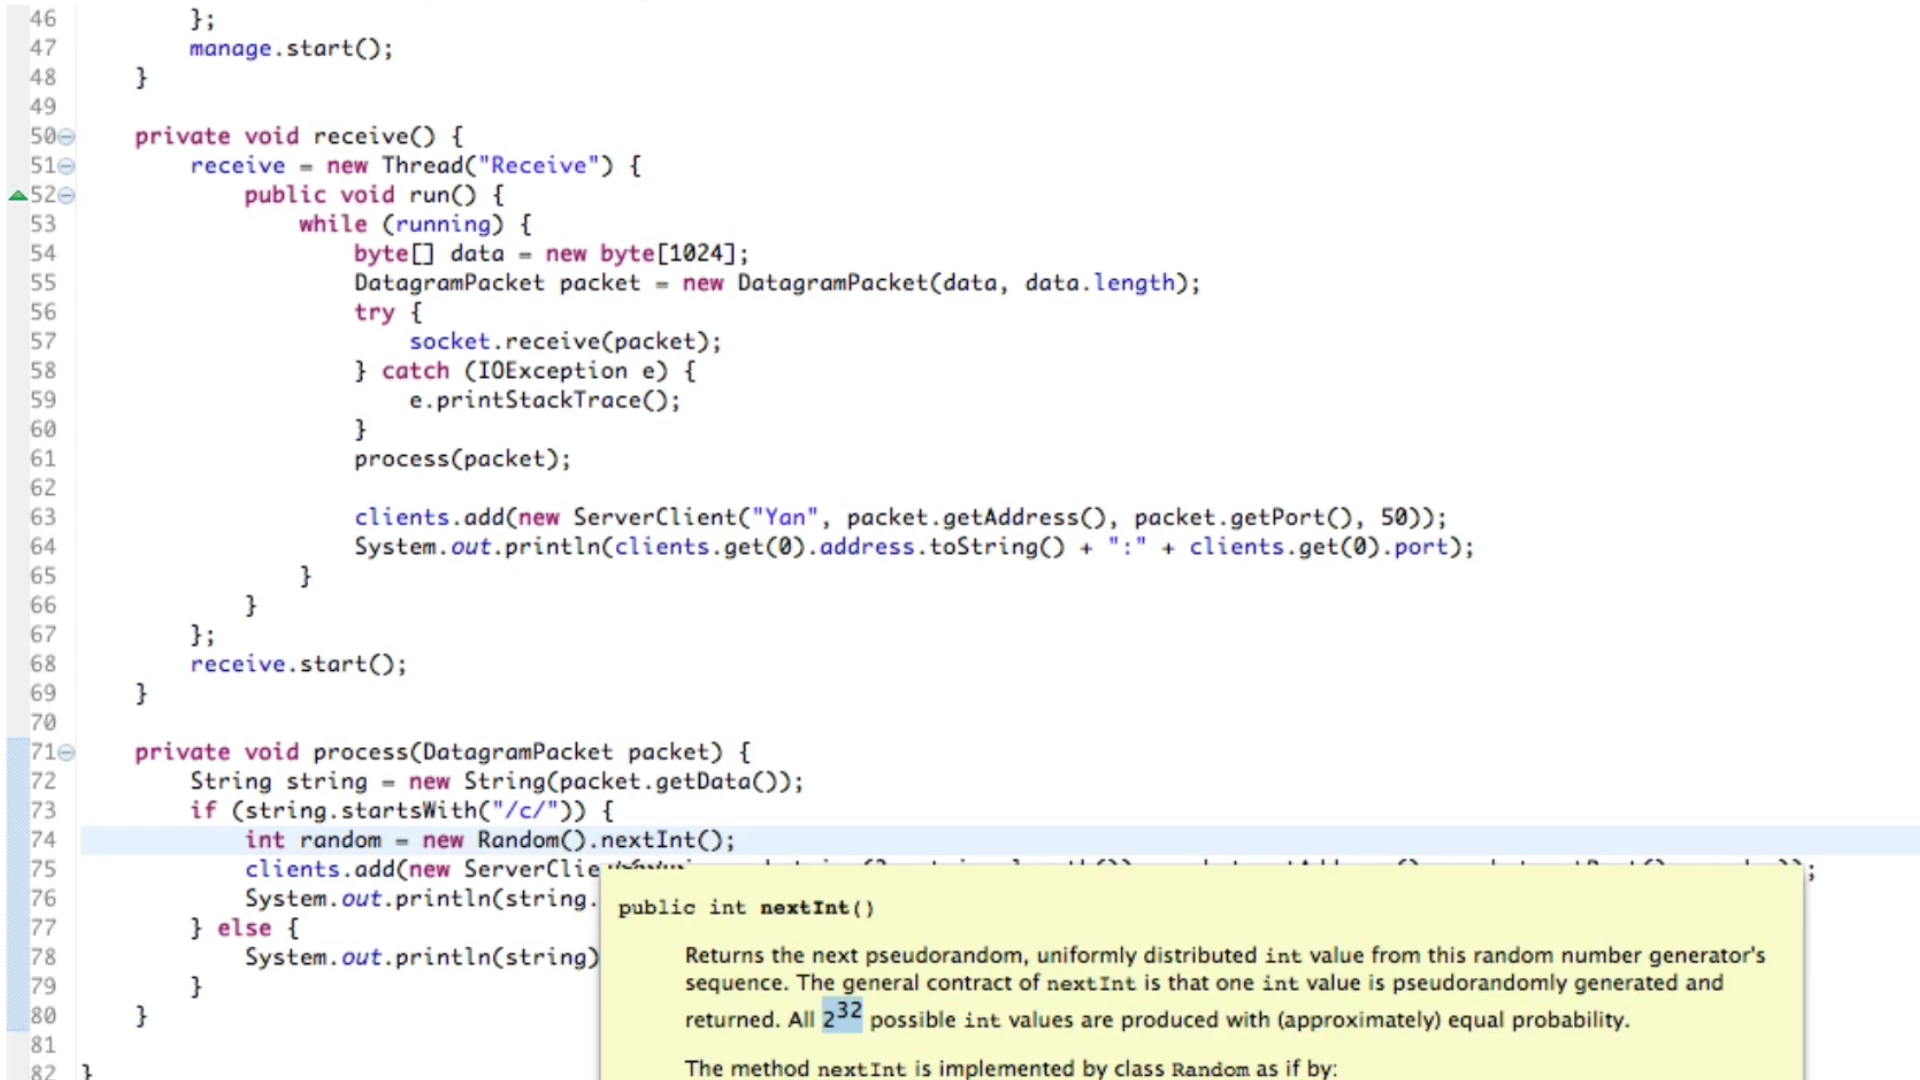 46 };
47 manage.start();
48 }
49
50 private void receive() {
51 receive = new Thread("Receive") {
52 public void run() {
53 while (running) {
54 byte[] data = new byte[1024];
55 DatagramPacket packet = new DatagramPacket(data, data.length);
56 try {
57 socket.receive(packet);
58 } catch (IOException e) {
59 e.printStackTrace();
60 }
61 process(packet);
62
63 clients.add(new ServerClient("Yan", packet.getAddress(), packet.getPort(), 50));
64 System.out.println(clients.get(0).address.toString() + ":" + clients.get(0).port);
65 }
66 }
67 };
68 receive.start();
69 }
70
71 private void process(DatagramPacket packet) {
72 String string = new String(packet.getData());
73 if (string.startsWith("/c/")) {
74 int random = new Random().nextInt();
75 clients.add(new ServerClie
76 System.out.println(string.
77 } else {
78 System.out.println(string)
79 }
80 }
81
82 }
public int nextInt()
Returns the next pseudorandom, uniformly distributed int value from this random number generator's
sequence. The general contract of nextInt is that one int value is pseudorandomly generated and
returned. All 2³² possible int values are produced with (approximately) equal probability.
The method nextInt is implemented by class Random as if by: